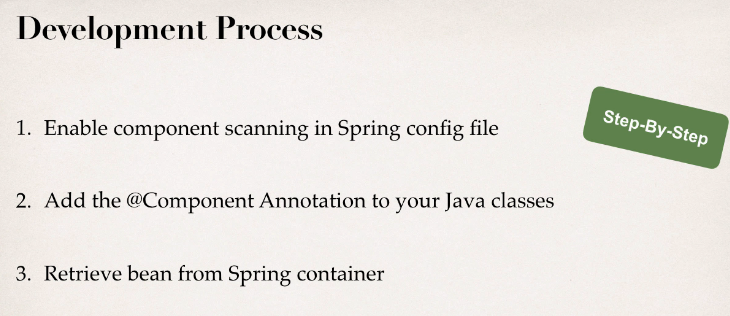 Development Process
Step-By-Step
1. Enable component scanning in Spring config file
2. Add the @Component Annotation to your Java classes
3. Retrieve bean from Spring container